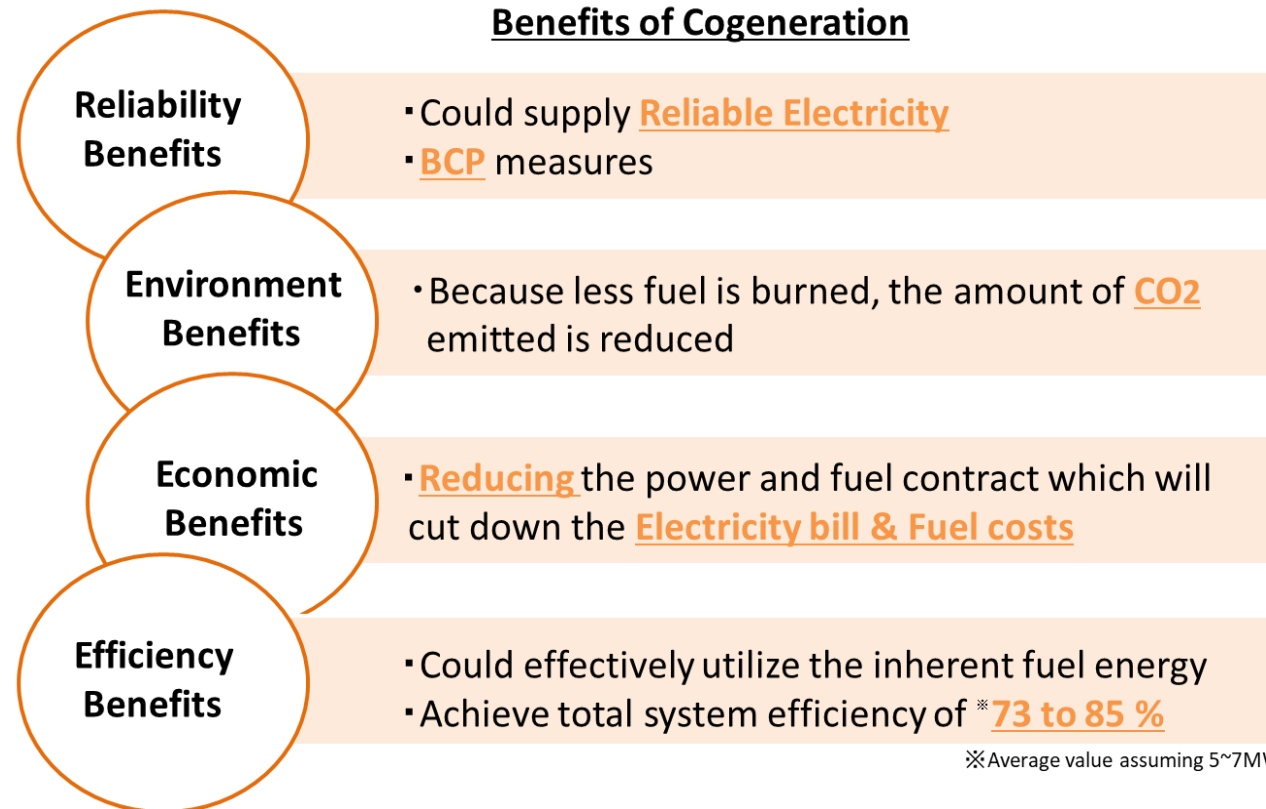 Benefits of Cogeneration
Reliability
Benefits
・Could supply Reliable Electricity
・BCP measures
Environment
Benefits
・Because less fuel is burned, the amount of CO2
emitted is reduced
Economic
Benefits
・Reducing the power and fuel contract which will
cut down the Electricity bill & Fuel costs
Efficiency
Benefits
・Could effectively utilize the inherent fuel energy
・Achieve total system efficiency of ※73 to 85 %
※Average value assuming 5~7MW